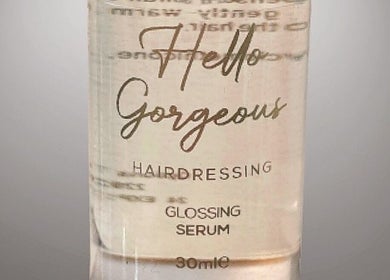 Hello
Gorgeous
HAIRDRESSING
GLOSSING
SERUM
30ml℮